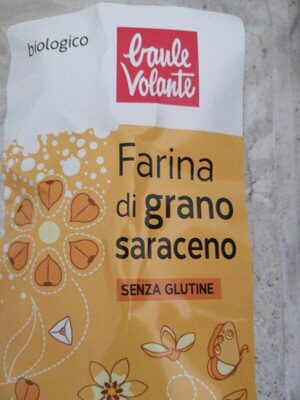 biologico
baule
Volante
Farina
di grano
saraceno
SENZA GLUTINE